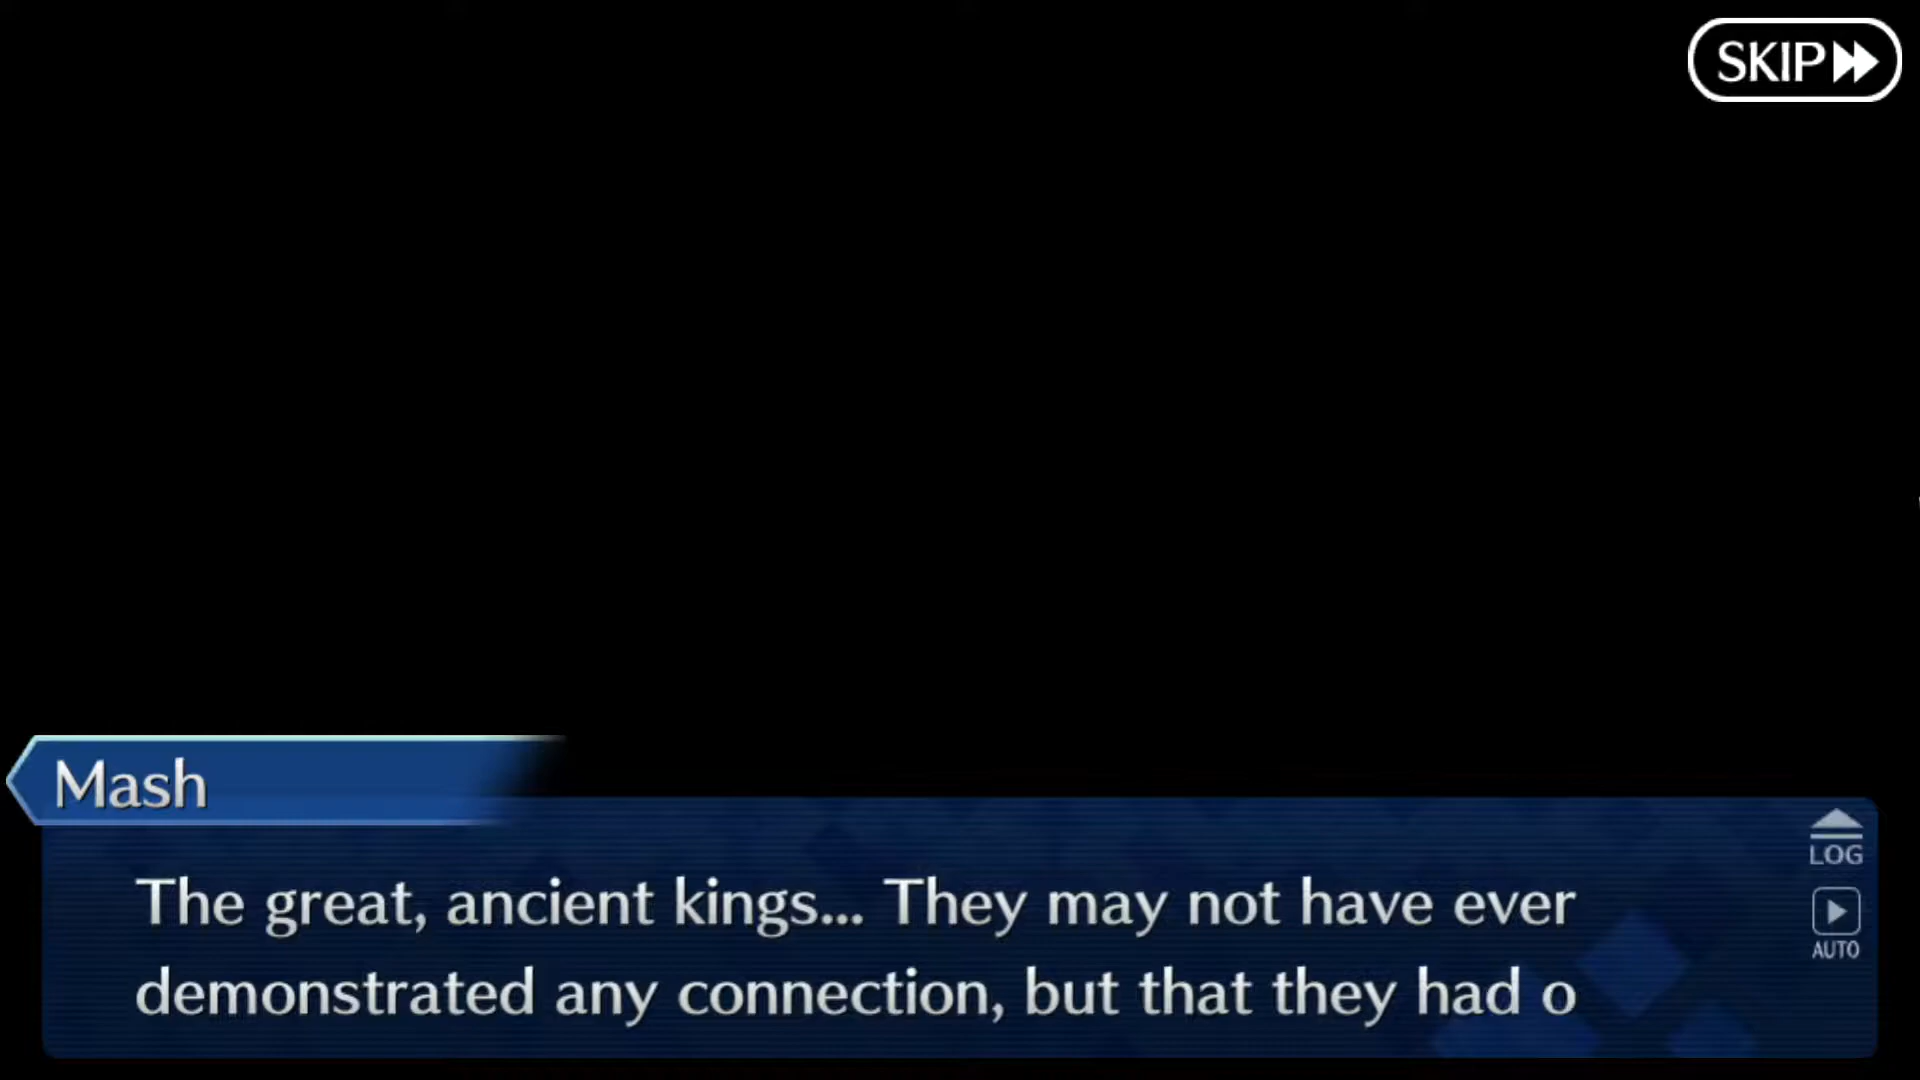 SKIP
Mash
The great, ancient kings... They may not have ever
demonstrated any connection, but that they had o
LOG
AUTO